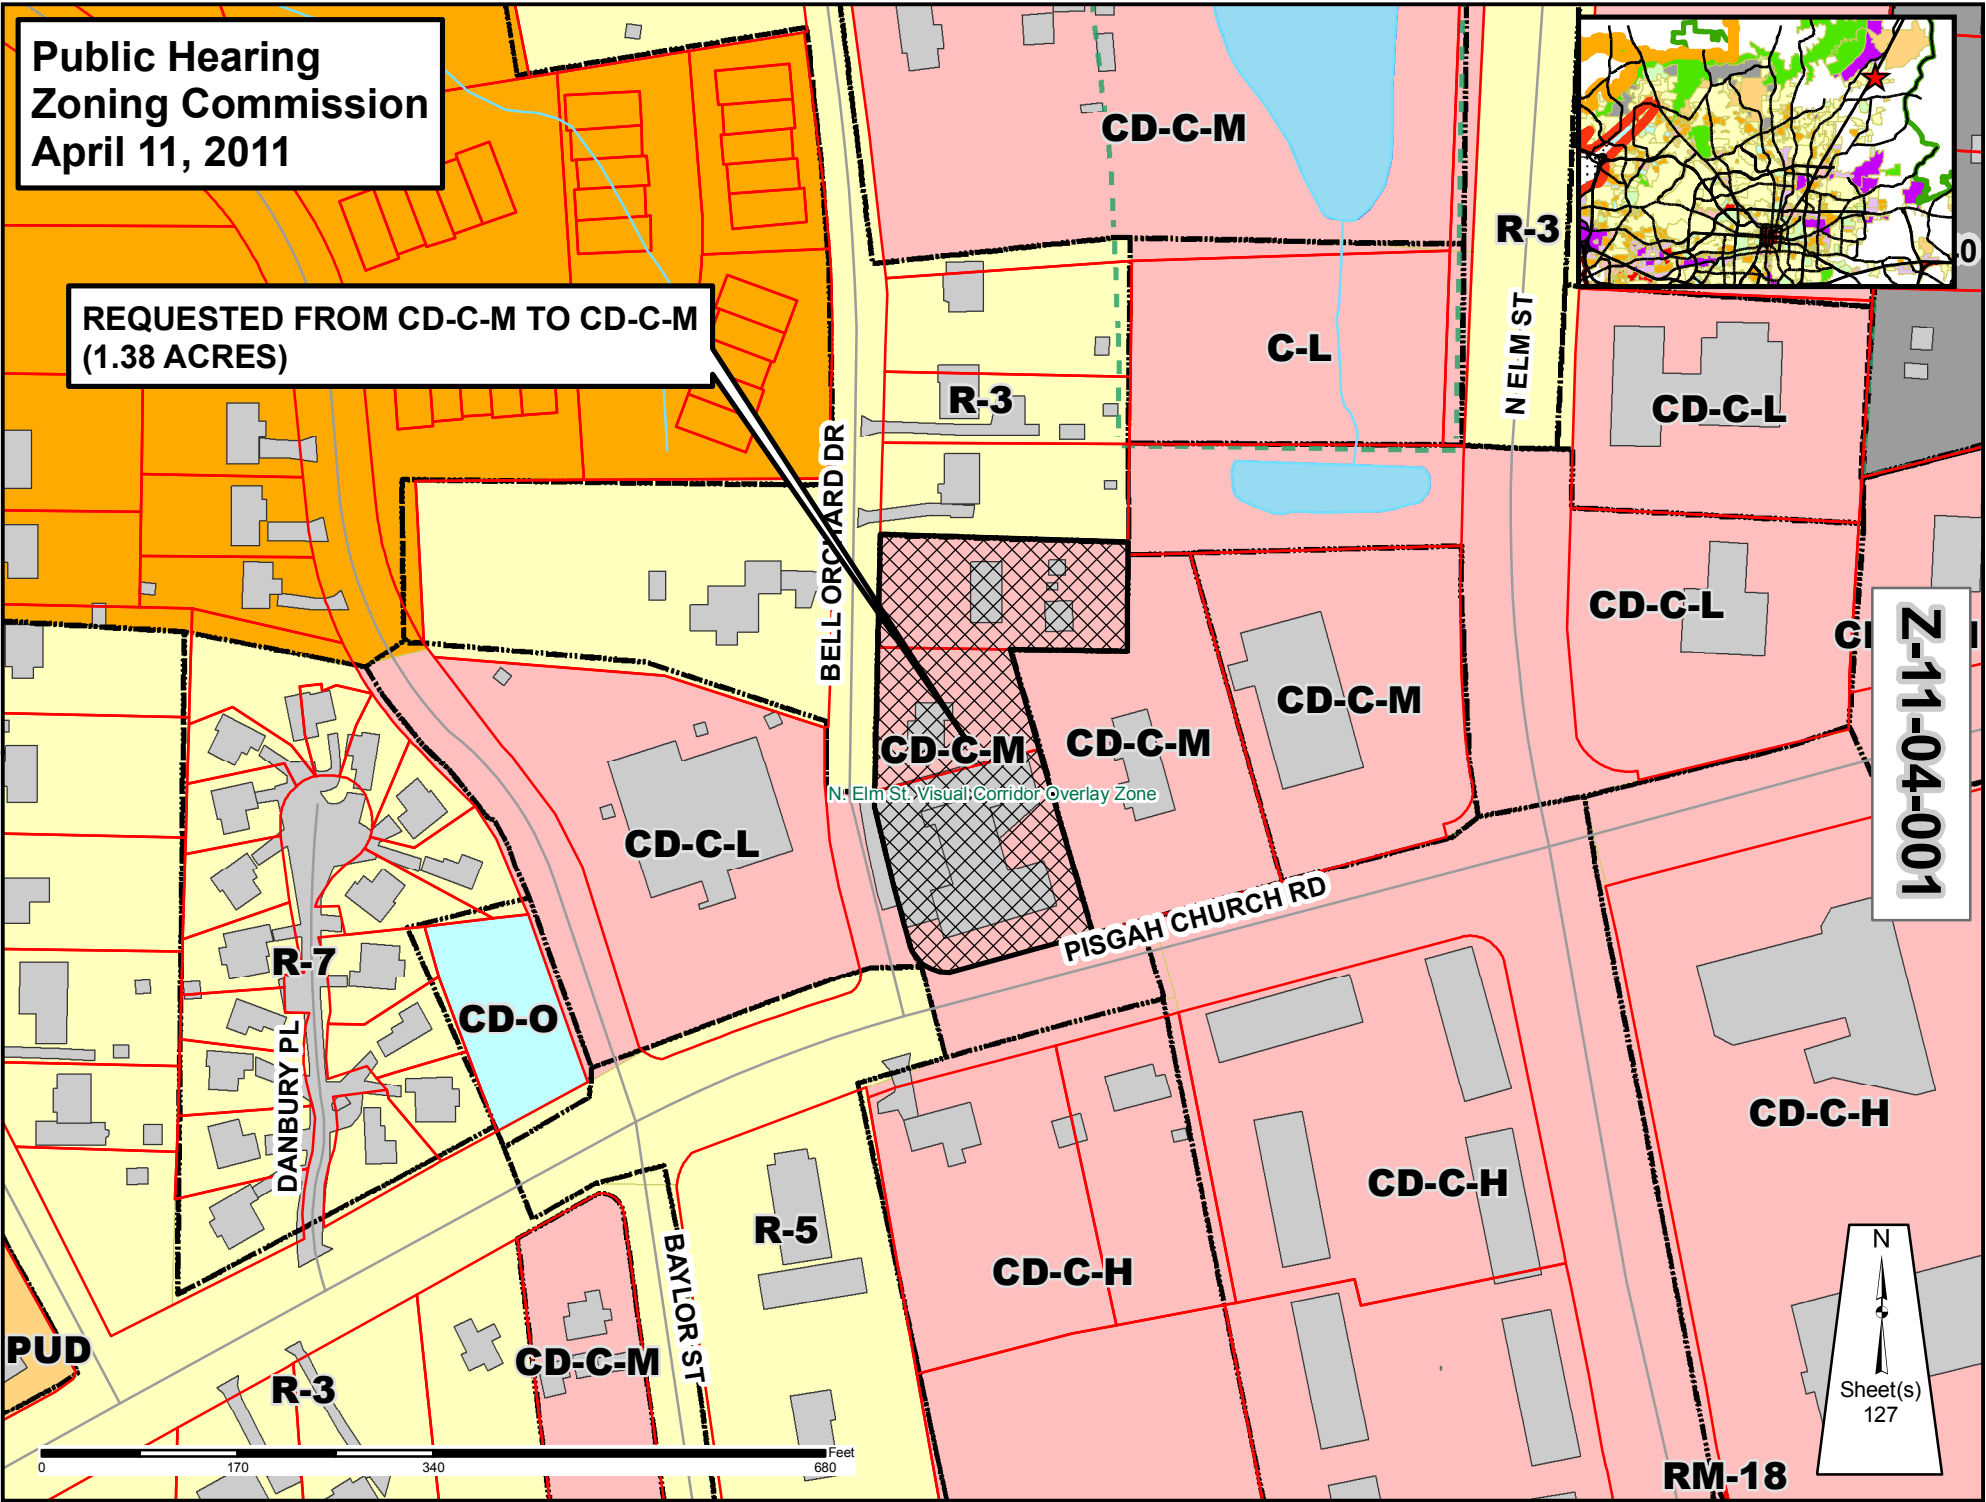 Public Hearing
Zoning Commission
April 11, 2011
REQUESTED FROM CD-C-M TO CD-C-M
(1.38 ACRES)
CD-C-M
R-3
N ELM ST
C-L
CD-C-L
R-3
BELL ORCHARD DR
CD-C-L
Z-11-04-001
CD-C-M
CD-C-M
CD-C-M
N. Elm St. Visual Corridor Overlay Zone
CD-C-L
PISGAH CHURCH RD
R-7
CD-O
DANBURY PL
CD-C-H
CD-C-H
R-5
CD-C-H
BAYLOR ST
PUD
CD-C-M
R-3
N
Sheet(s)
127
RM-18
Feet
0 170 340 680